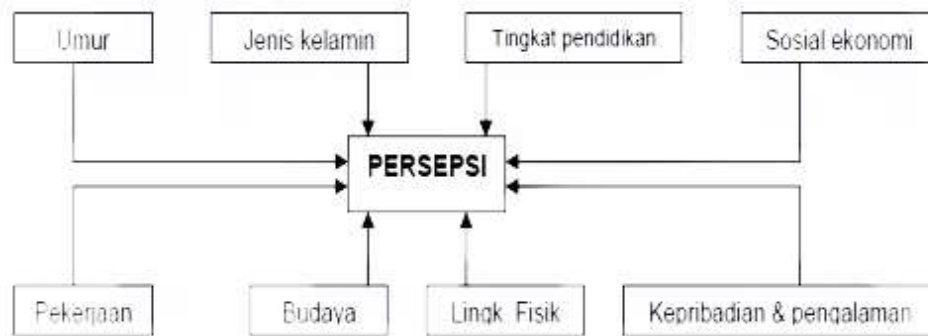 Umur
Jenis kelamin
Tingkat pendidikan
Sosial ekonomi
PERSEPSI
Pekerjaan
Budaya
Lingk. Fisik
Kepribadian & pengalaman